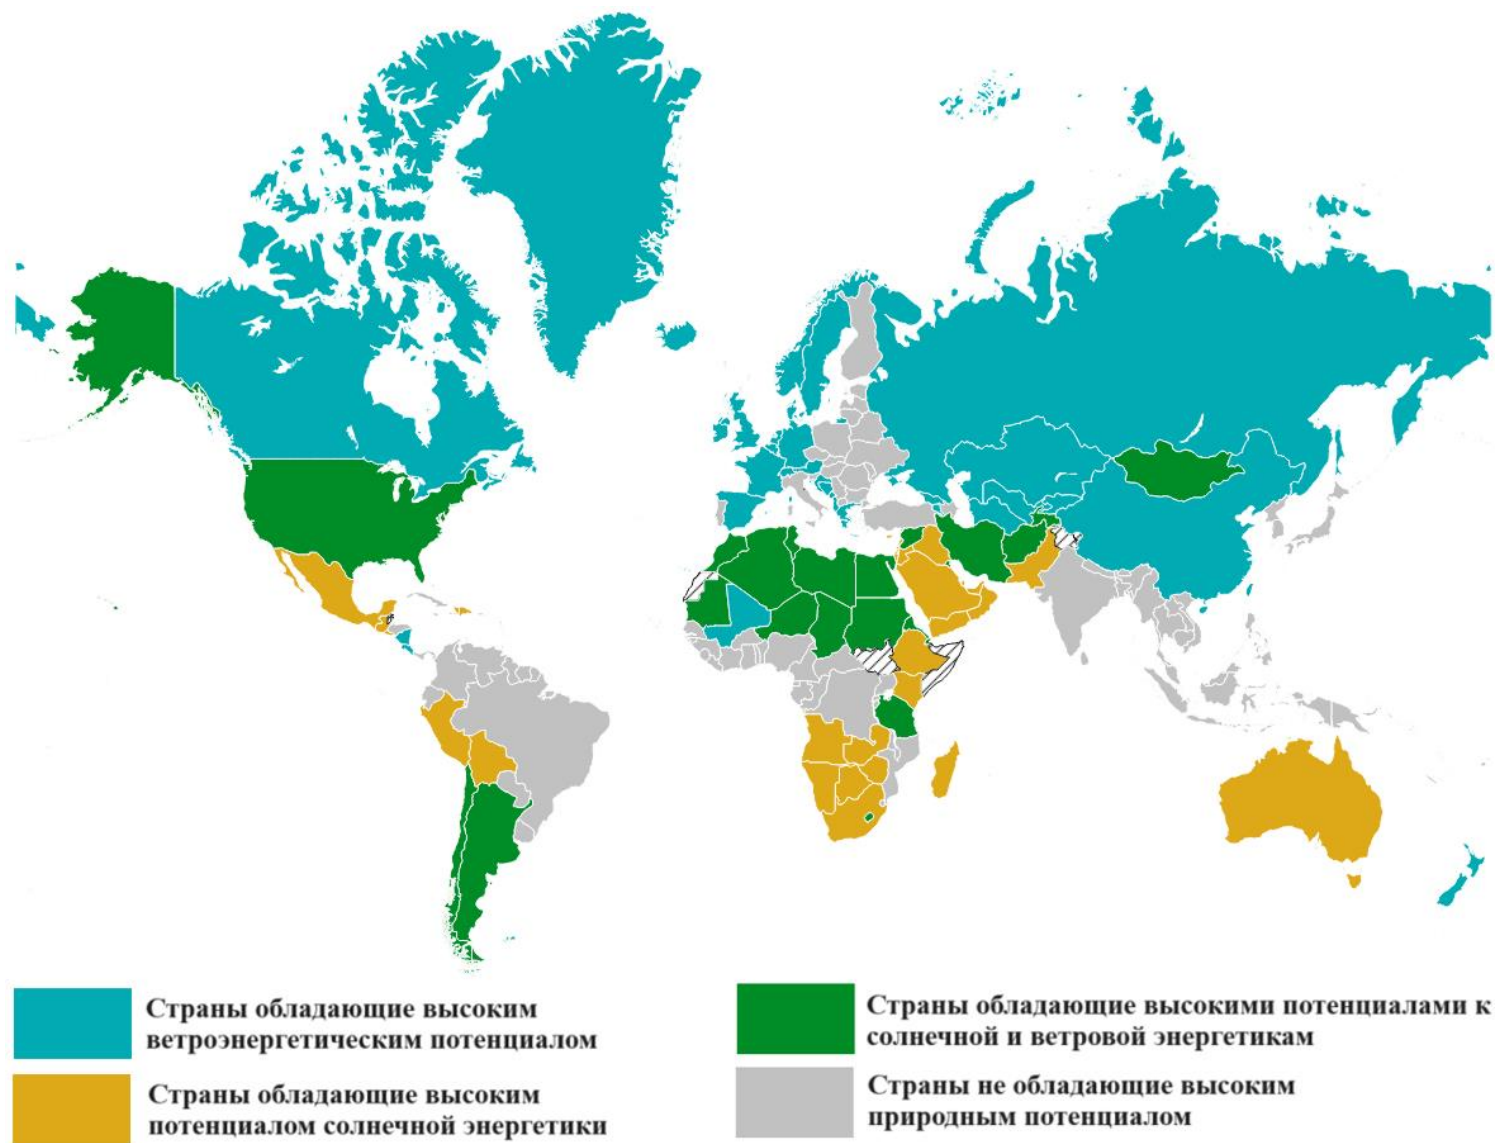 Страны обладающие высоким
ветроэнергетическим потенциалом
Страны обладающие высоким
потенциалом солнечной энергетики
Страны обладающие высокими потенциалами к
солнечной и ветровой энергетикам
Страны не обладающие высоким
природным потенциалом